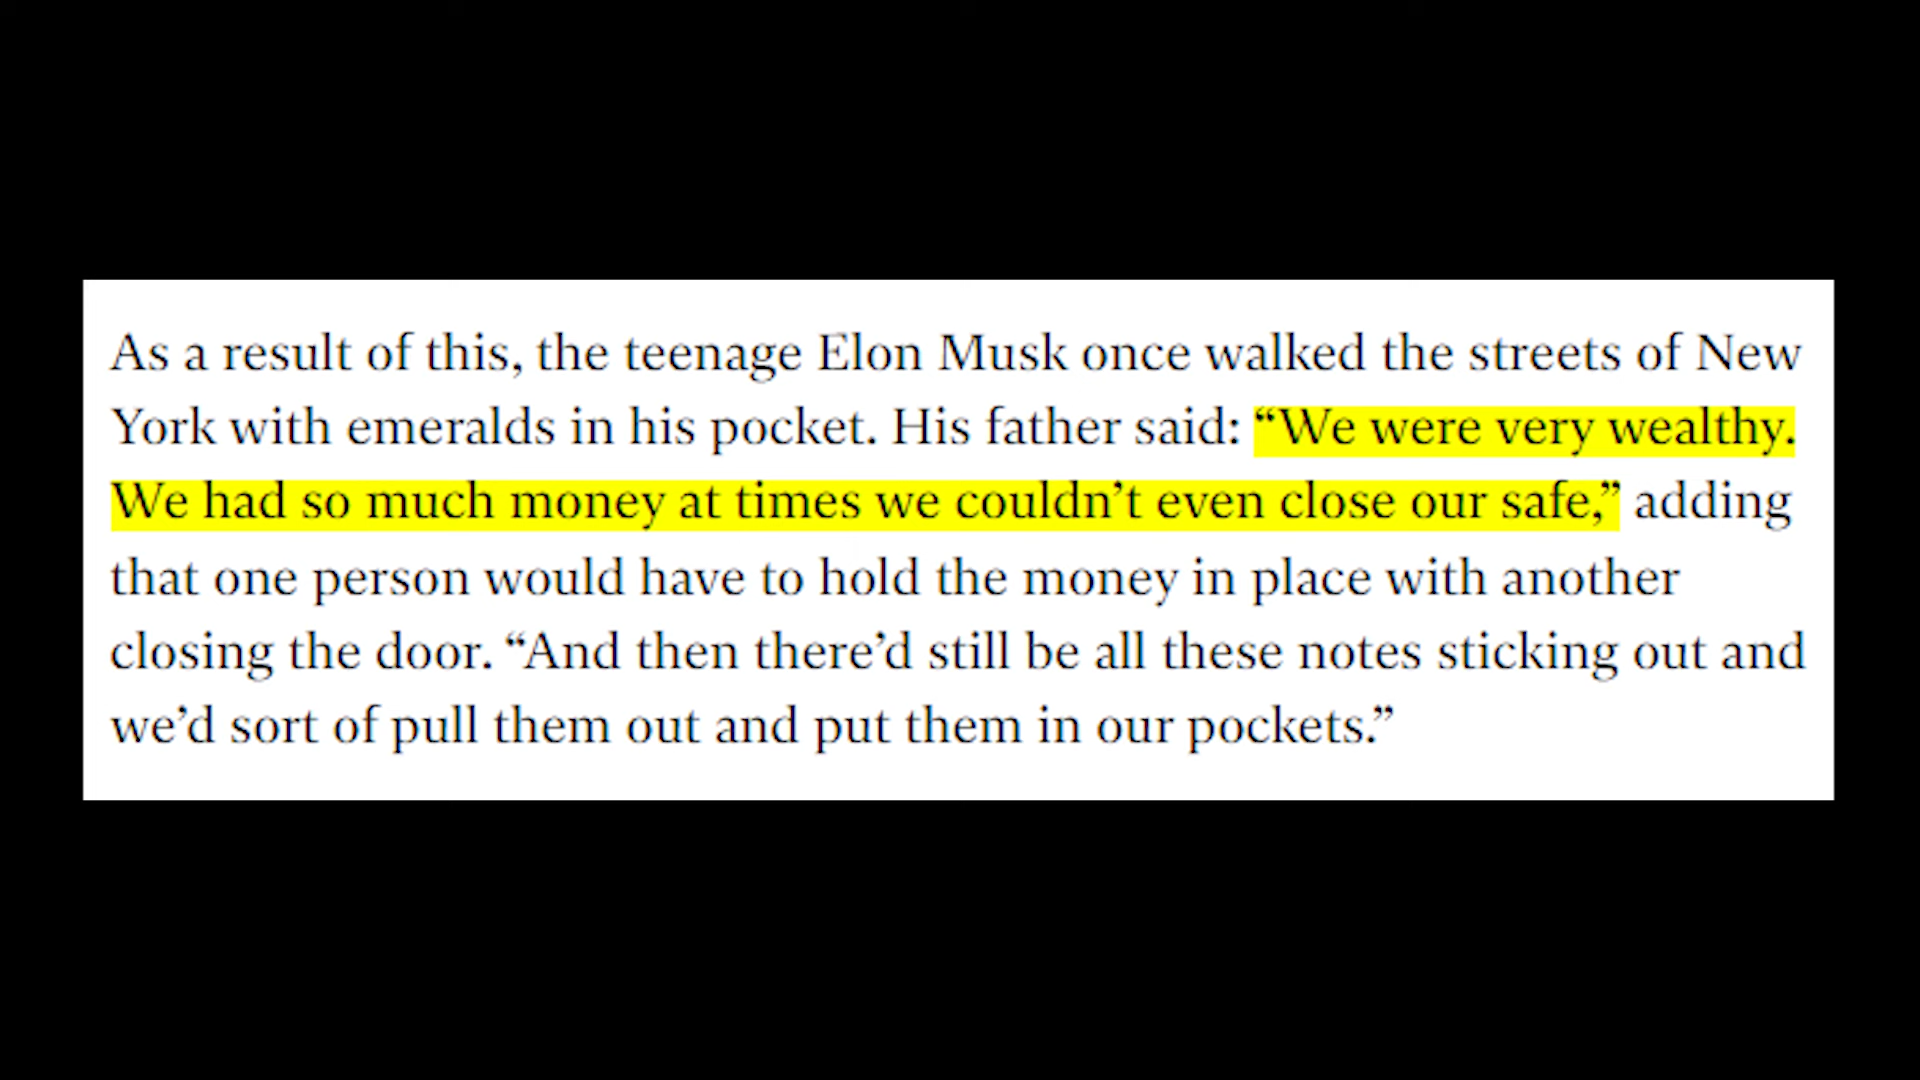 As a result of this, the teenage Elon Musk once walked the streets of New
York with emeralds in his pocket. His father said: “We were very wealthy.
We had so much money at times we couldn’t even close our safe,” adding
that one person would have to hold the money in place with another
closing the door. “And then there’d still be all these notes sticking out and
we’d sort of pull them out and put them in our pockets.”